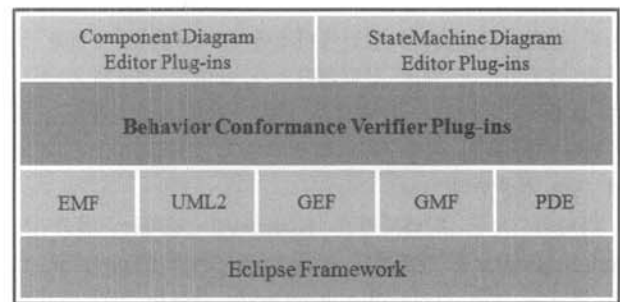 Component Diagram
Editor Plug-ins
StateMachine Diagram
Editor Plug-ins
Behavior Conformance Verifier Plug-ins
EMF
UML2
GEF
GMF
PDE
Eclipse Framework